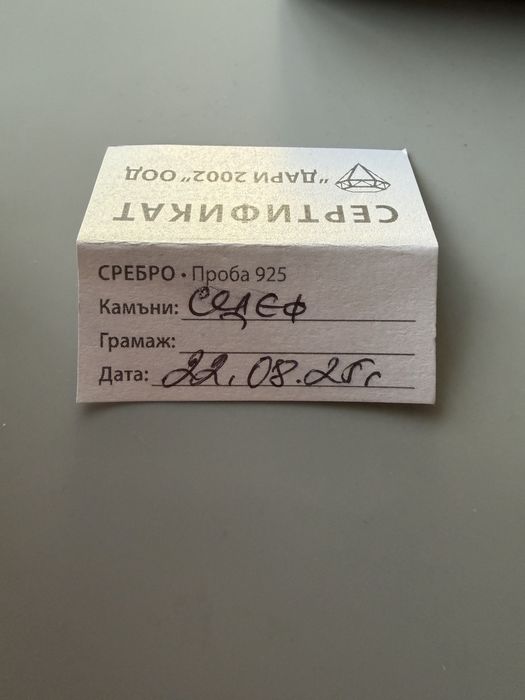 "ДАРИ 2002" ООД
СЕРТИФИКАТ
СРЕБРО • Проба 925
Камъни: СЕДЕФ
Грамаж:
Дата: 22.08.25г